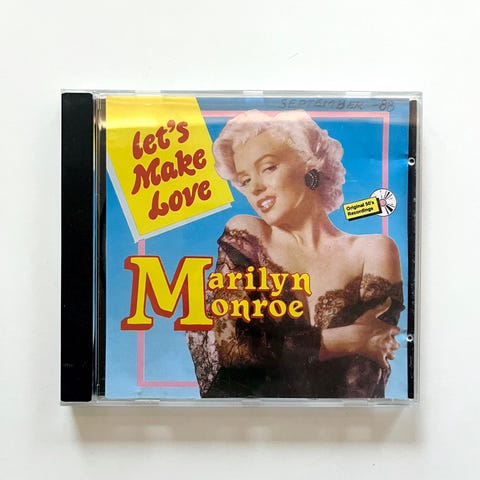 SEPTEMBER -88
Let's
Make
Love
Original 50's
Recordings
Marilyn
Monroe